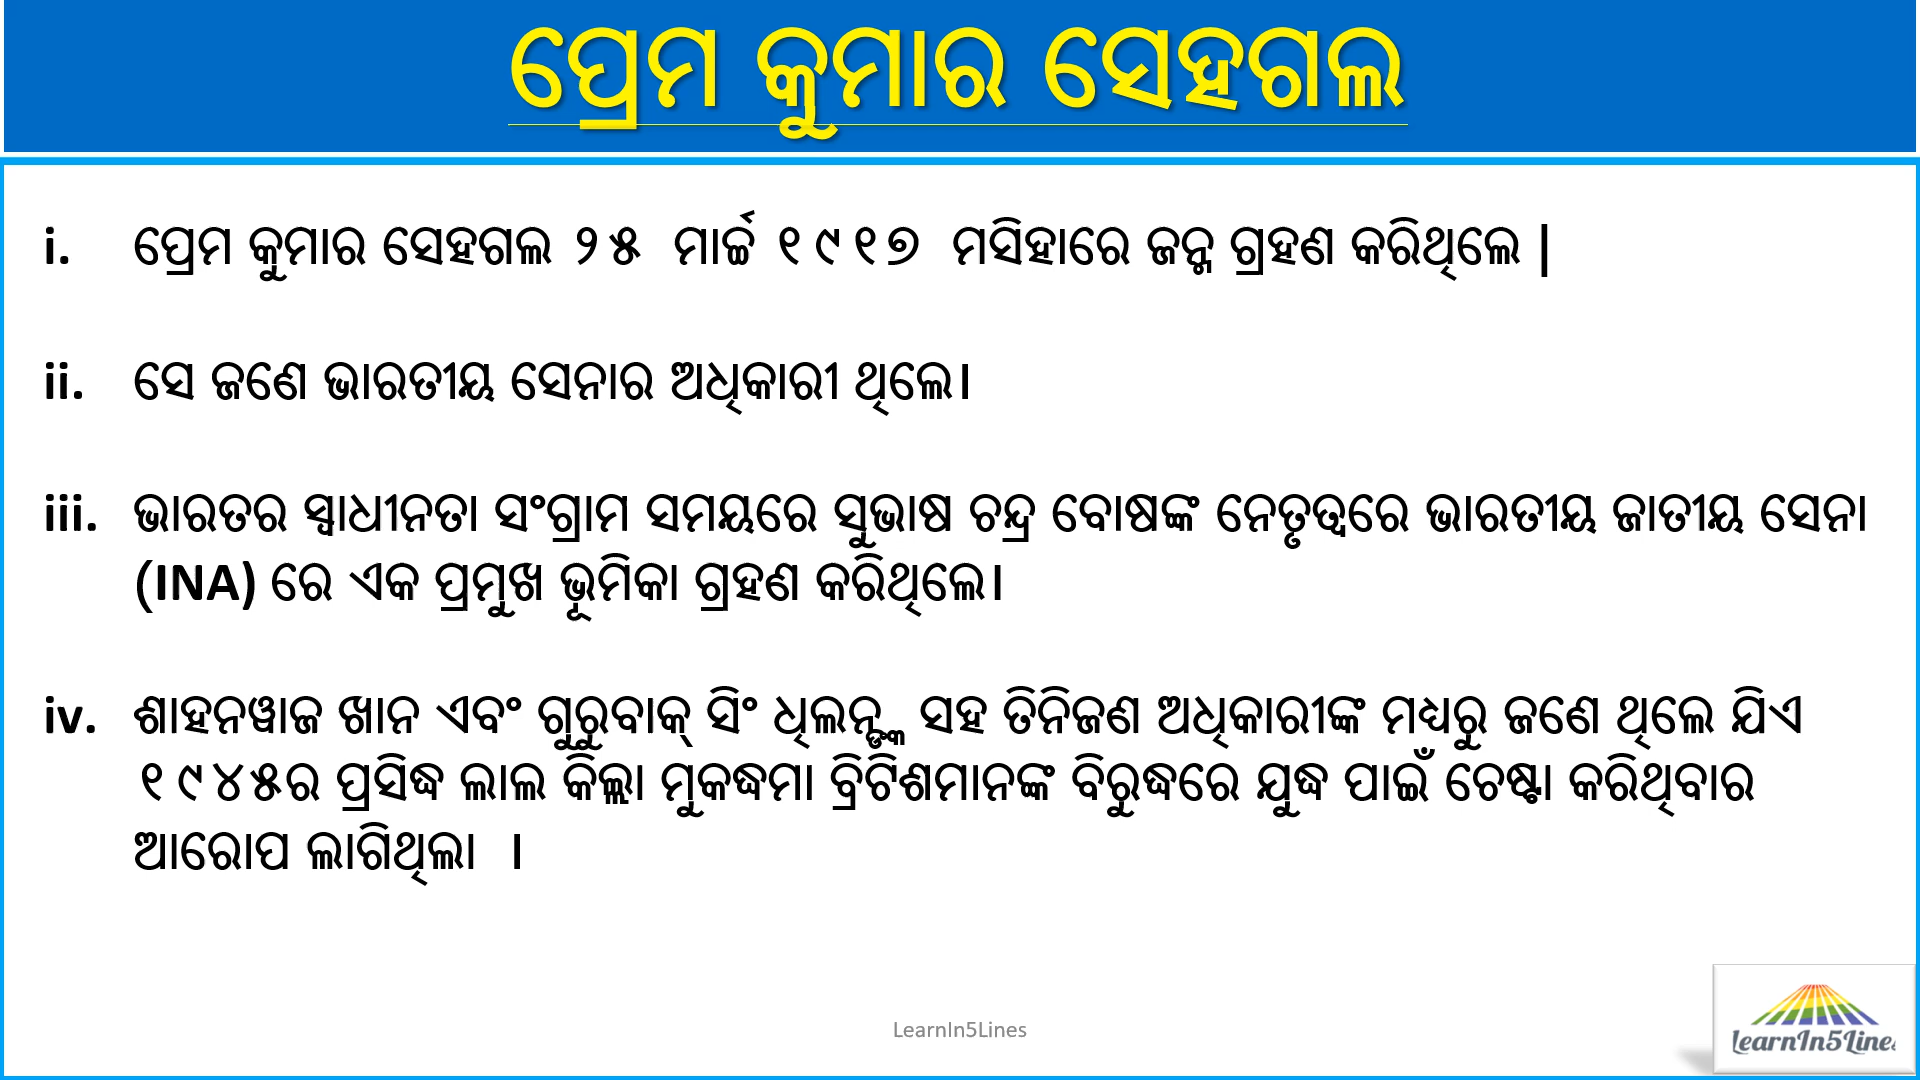 ପ୍ରେମ କୁମାର ସେହଗଲ
i. ପ୍ରେମ କୁମାର ସେହଗଲ ୨୫ ମାର୍ଚ୍ଚ ୧୯୧୭ ମସିହାରେ ଜନ୍ମ ଗ୍ରହଣ କରିଥିଲେ |
ii. ସେ ଜଣେ ଭାରତୀୟ ସେନାର ଅଧିକାରୀ ଥିଲେ।
iii. ଭାରତର ସ୍ୱାଧୀନତା ସଂଗ୍ରାମ ସମୟରେ ସୁଭାଷ ଚନ୍ଦ୍ର ବୋଷଙ୍କ ନେତୃତ୍ୱରେ ଭାରତୀୟ ଜାତୀୟ ସେନା
(INA) ରେ ଏକ ପ୍ରମୁଖ ଭୂମିକା ଗ୍ରହଣ କରିଥିଲେ।
iv. ଶାହନୱାଜ ଖାନ ଏବଂ ଗୁରୁବାକ୍ ସିଂ ଧିଲନ୍ଙ୍କ ସହ ତିନିଜଣ ଅଧିକାରୀଙ୍କ ମଧ୍ୟରୁ ଜଣେ ଥିଲେ ଯିଏ
୧୯୪୫ର ପ୍ରସିଦ୍ଧ ଲାଲ କିଲ୍ଲା ମୁକଦ୍ଧମା ବ୍ରିଟିଶମାନଙ୍କ ବିରୁଦ୍ଧରେ ଯୁଦ୍ଧ ପାଇଁ ଚେଷ୍ଟା କରିଥିବାର
ଆରୋପ ଲାଗିଥିଲା ।
LearnIn5Lines
LearnIn5Lines